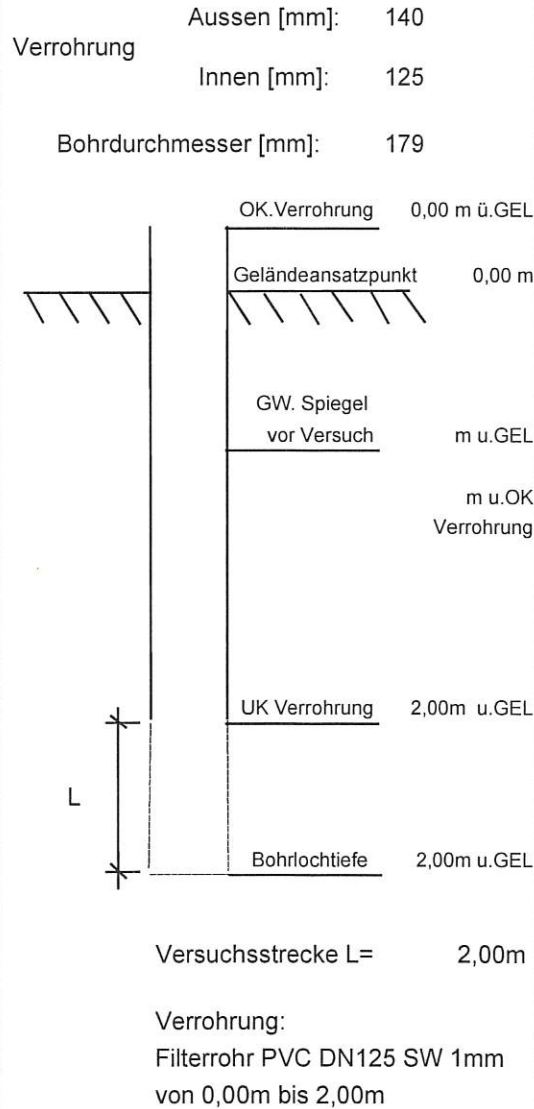 Aussen [mm]: 140
Verrohrung
Innen [mm]: 125
Bohrdurchmesser [mm]: 179
OK.Verrohrung 0,00 m ü.GEL
Geländeansatzpunkt 0,00 m
GW. Spiegel
vor Versuch m u.GEL
m u.OK
Verrohrung
UK Verrohrung 2,00m u.GEL
L
Bohrlochtiefe 2,00m u.GEL
Versuchsstrecke L= 2,00m
Verrohrung:
Filterrohr PVC DN125 SW 1mm
von 0,00m bis 2,00m